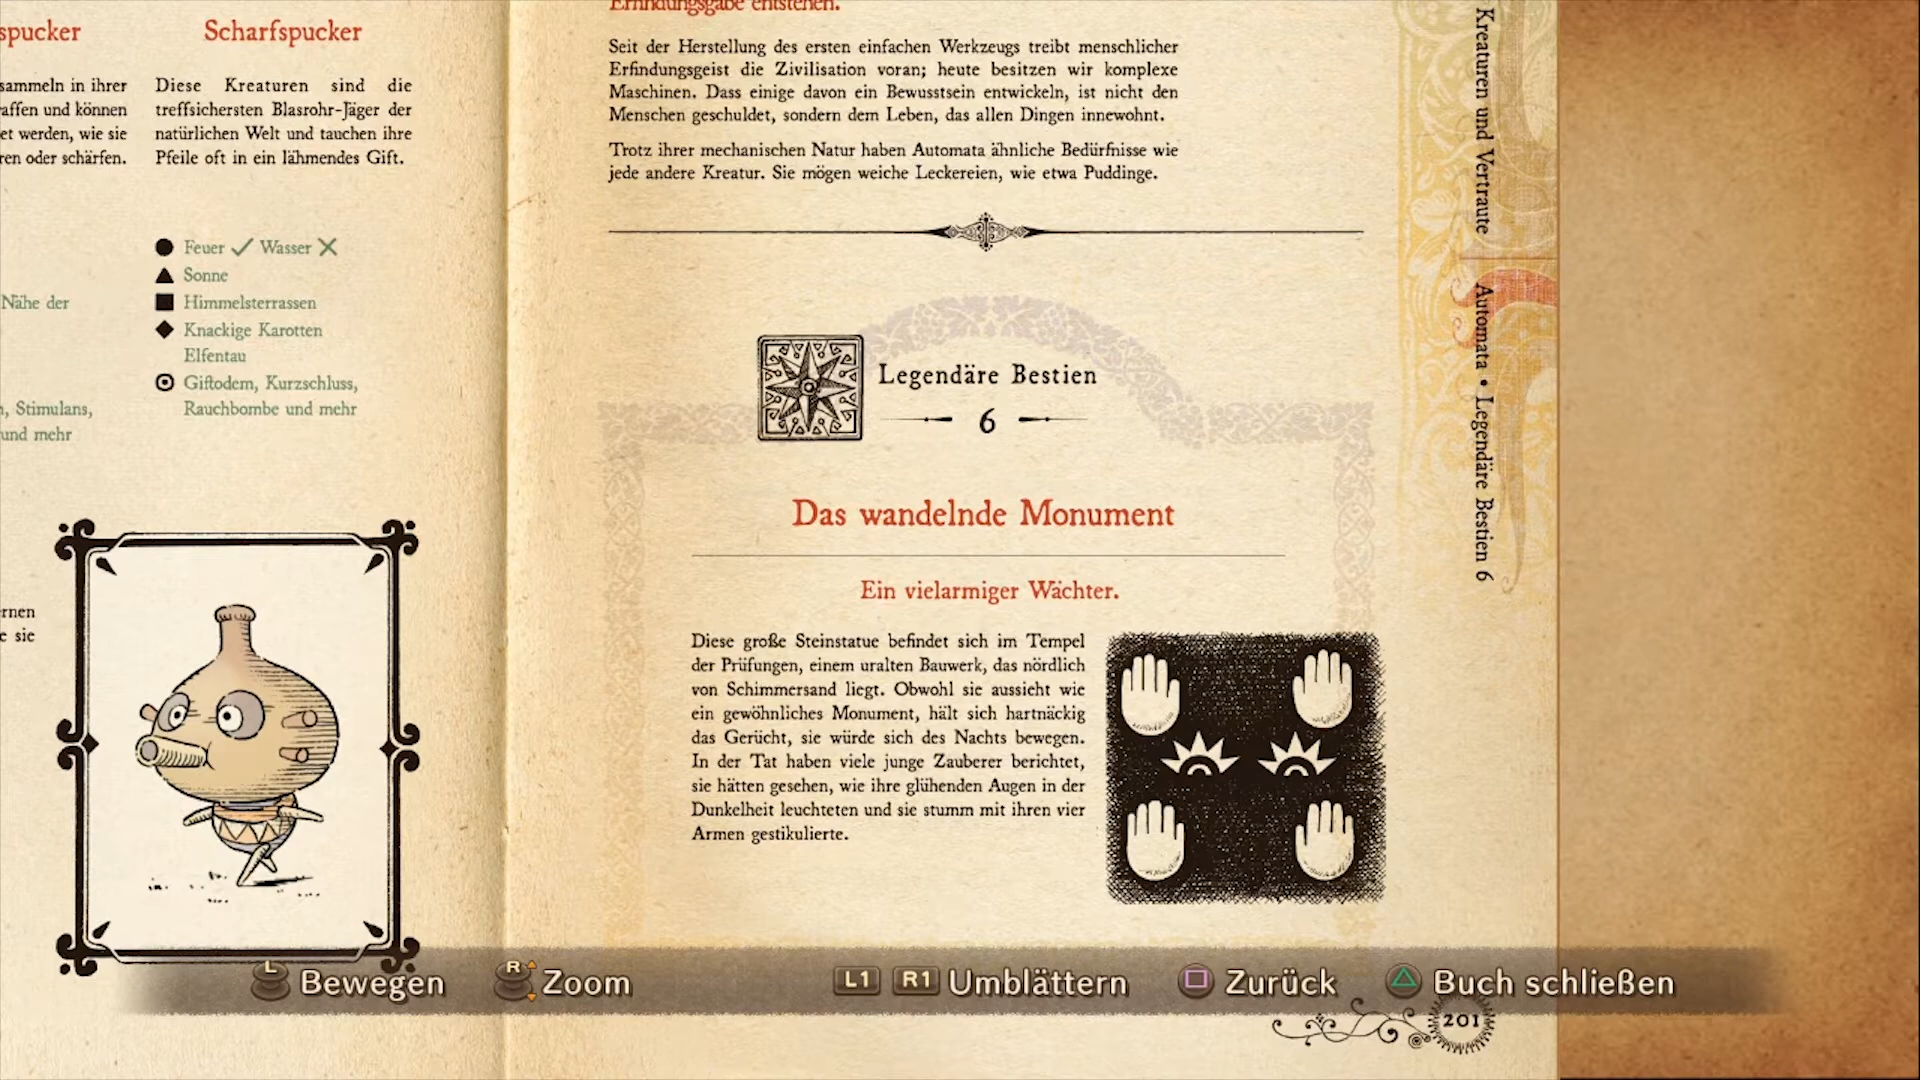 spucker
sammeln in ihrer
affen und können
et werden, wie sie
ren oder schärfen.
Nähe der
, Stimulans,
und mehr
rnen
e sie
Scharfspucker
Diese Kreaturen sind die
treffsichersten Blasrohr-Jäger der
natürlichen Welt und tauchen ihre
Pfeile oft in ein lähmendes Gift.
Feuer ✓ Wasser ✕
Sonne
Himmelsterrassen
Knackige Karotten
Elfentau
Giftodem, Kurzschluss,
Rauchbombe und mehr
Erfindungsgabe entstehen.
Seit der Herstellung des ersten einfachen Werkzeugs treibt menschlicher
Erfindungsgeist die Zivilisation voran; heute besitzen wir komplexe
Maschinen. Dass einige davon ein Bewusstsein entwickeln, ist nicht den
Menschen geschuldet, sondern dem Leben, das allen Dingen innewohnt.
Trotz ihrer mechanischen Natur haben Automata ähnliche Bedürfnisse wie
jede andere Kreatur. Sie mögen weiche Leckereien, wie etwa Puddinge.
Legendäre Bestien
6
Das wandelnde Monument
Ein vielarmiger Wächter.
Diese große Steinstatue befindet sich im Tempel
der Prüfungen, einem uralten Bauwerk, das nördlich
von Schimmersand liegt. Obwohl sie aussieht wie
ein gewöhnliches Monument, hält sich hartnäckig
das Gerücht, sie würde sich des Nachts bewegen.
In der Tat haben viele junge Zauberer berichtet,
sie hätten gesehen, wie ihre glühenden Augen in der
Dunkelheit leuchteten und sie stumm mit ihren vier
Armen gestikulierte.
Kreaturen und Vertraute
Automata • Legendäre Bestien 6
L Bewegen R Zoom L1 R1 Umblättern Zurück Buch schließen
201